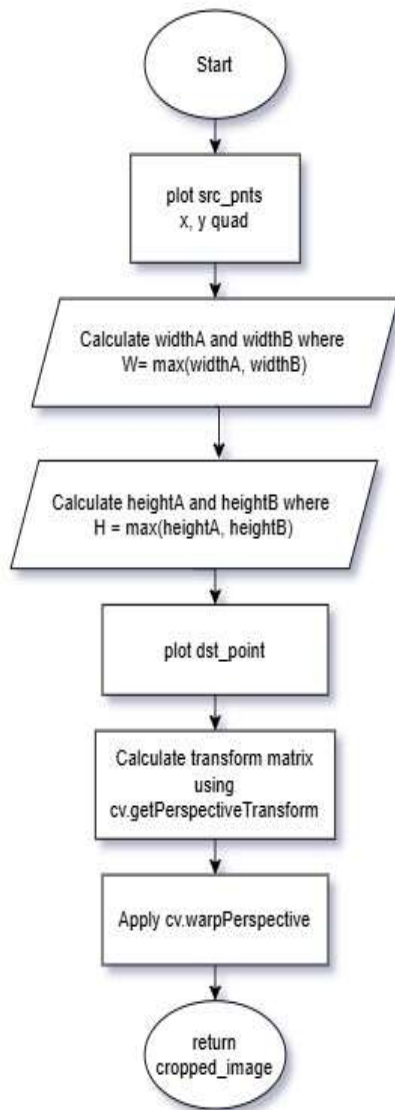 Start
plot src_pnts
x, y quad
Calculate widthA and widthB where
W= max(widthA, widthB)
Calculate heightA and heightB where
H = max(heightA, heightB)
plot dst_point
Calculate transform matrix
using
cv.getPerspectiveTransform
Apply cv.warpPerspective
return
cropped_image